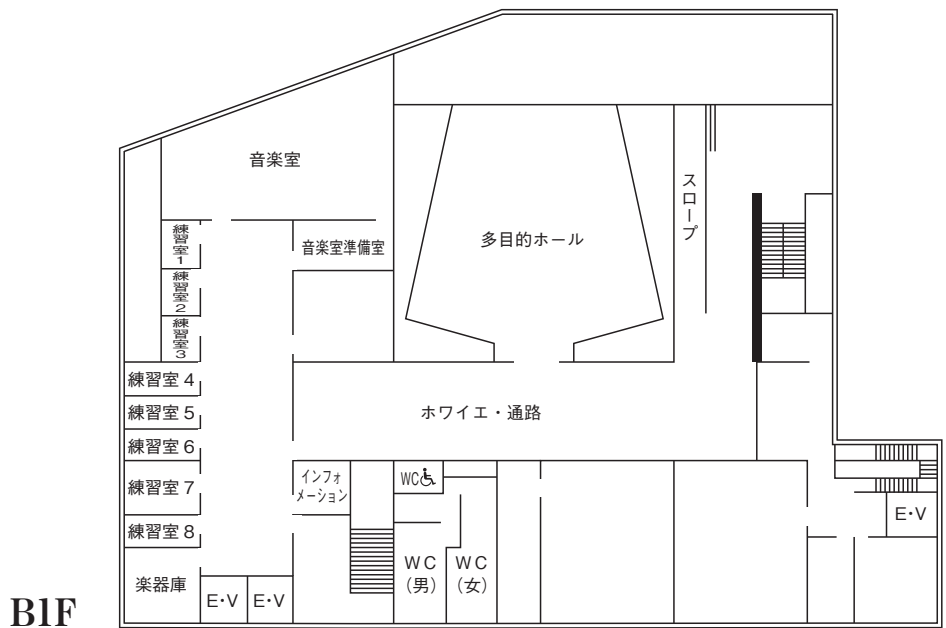 音楽室
スロープ
練習室1
音楽室準備室
多目的ホール
練習室2
練習室3
練習室 4
練習室 5
ホワイエ・通路
練習室 6
練習室 7
インフォ
メーション
WC
練習室 8
E・V
楽器庫
WC
(男)
WC
(女)
E・V
E・V
B1F